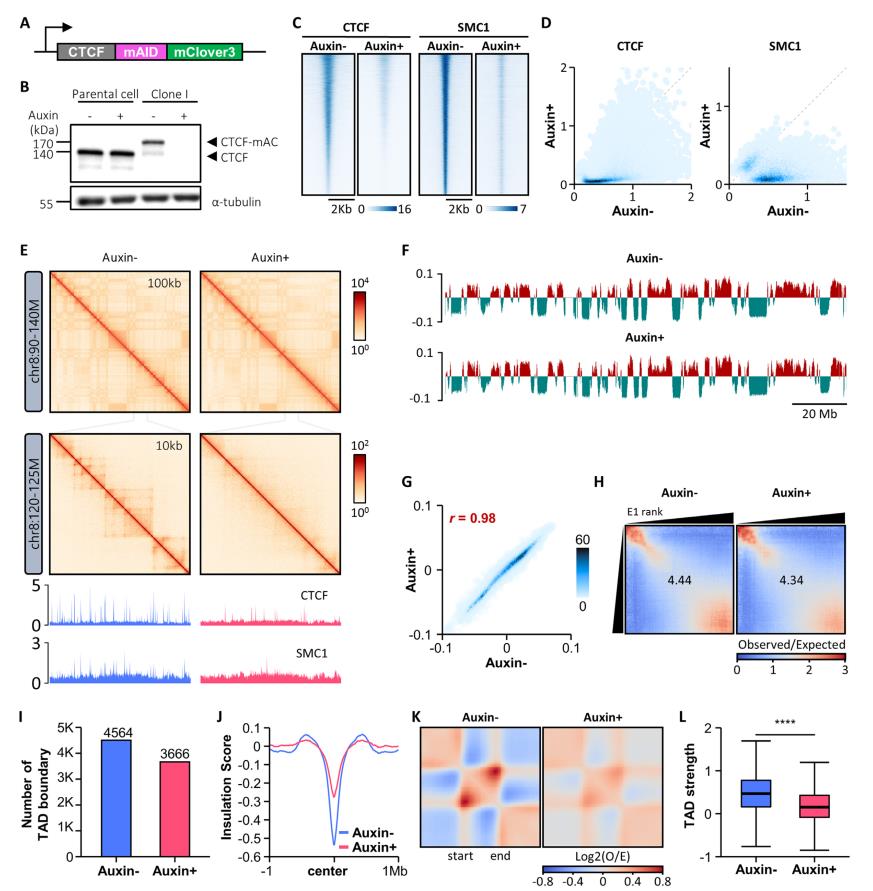 A
CTCF mAID mClover3
B
Parental cell Clone I
Auxin - + - +
(kDa)
170
140
CTCF-mAC
CTCF
55
α-tubulin
C
CTCF SMC1
Auxin- Auxin+ Auxin- Auxin+
2Kb 0 16 2Kb 0 7
D
CTCF
Auxin+
2
1
0
0 1 2
Auxin-
SMC1
Auxin+
1
0
0 1
Auxin-
E
Auxin- Auxin+
chr8:90-140M
100kb
10⁴
10⁰
chr8:120-125M
10kb
10²
10⁰
5
0
CTCF
3
0
SMC1
F
Auxin-
0.1
-0.1
Auxin+
0.1
-0.1
20 Mb
G
r = 0.98
Auxin+
0.1
0
-0.1
-0.1 0 0.1
Auxin-
60
0
H
Auxin- Auxin+
E1 rank
4.44 4.34
Observed/Expected
0 1 2 3
I
Number of
TAD boundary
5K
4K
3K
2K
1K
0
4564
3666
Auxin- Auxin+
J
Insulation Score
0.1
0
-0.1
-0.2
-0.3
-0.4
-0.5
-0.6
Auxin-
Auxin+
-1 center 1Mb
K
Auxin- Auxin+
start end
Log2(O/E)
-0.8 -0.4 0 0.4 0.8
L
TAD strength
2
1
0
-1
****
Auxin- Auxin+